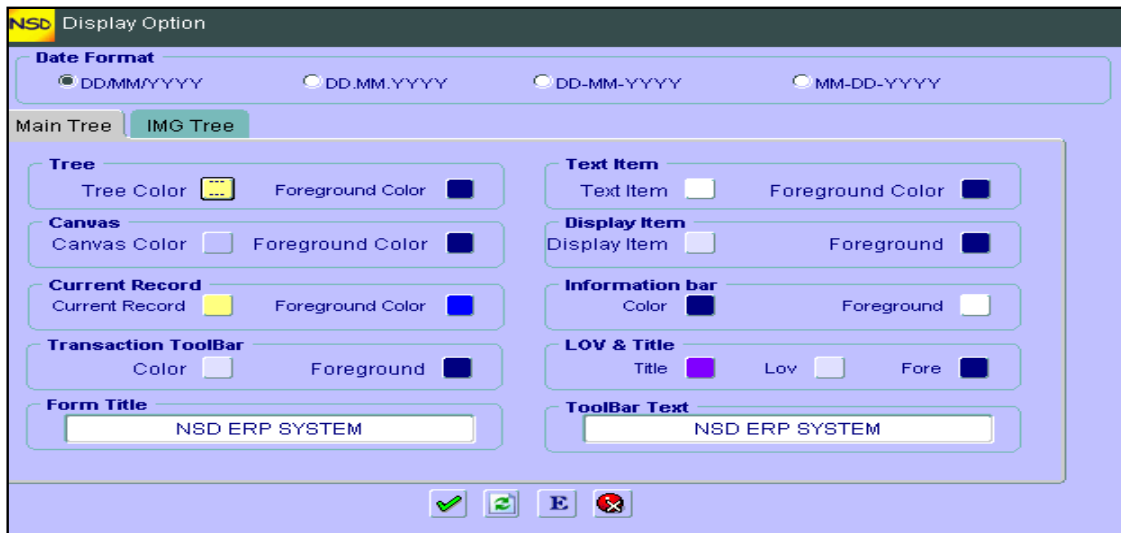 NSD Display Option
Date Format
DD/MM/YYYY DD.MM.YYYY DD-MM-YYYY MM-DD-YYYY
Main Tree IMG Tree
Tree Text Item
Tree Color ... Foreground Color Text Item Foreground Color
Canvas Display Item
Canvas Color Foreground Color Display Item Foreground
Current Record Information bar
Current Record Foreground Color Color Foreground
Transaction ToolBar LOV & Title
Color Foreground Title Lov Fore
Form Title ToolBar Text
NSD ERP SYSTEM NSD ERP SYSTEM
E